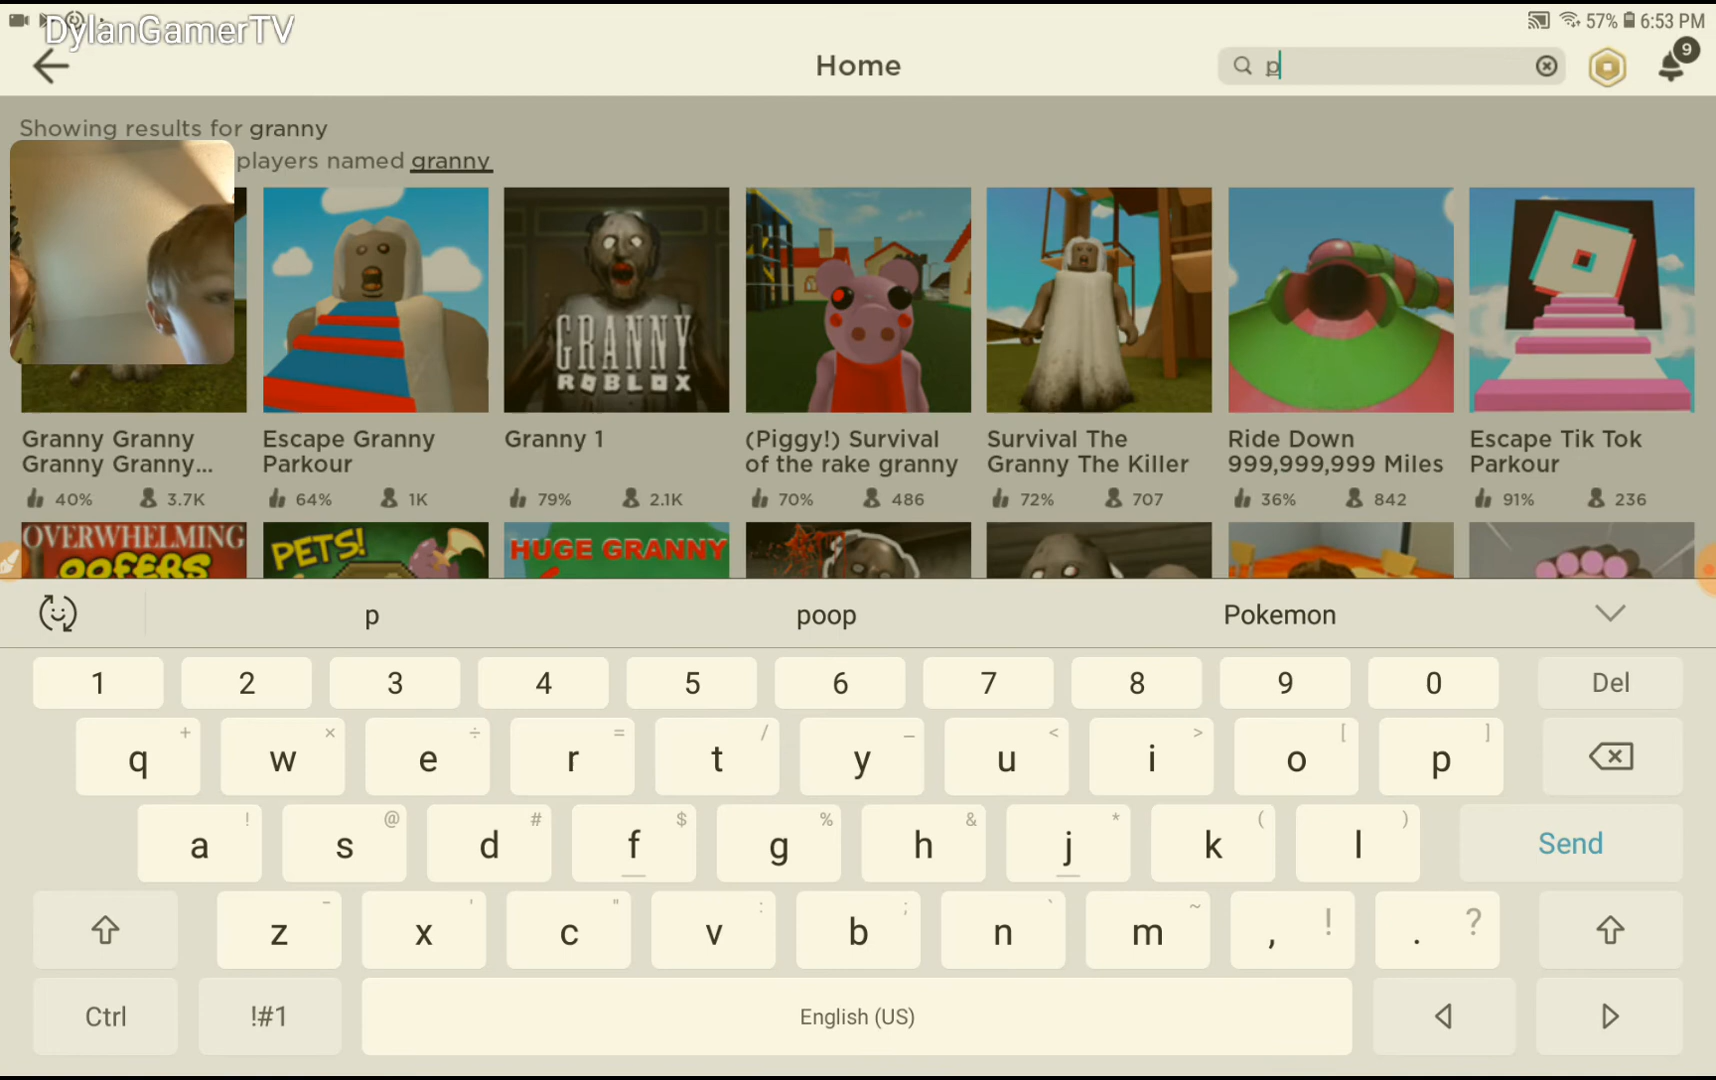 DylanGamerTV
57% 6:53 PM
Home
p
9
Showing results for granny
players named granny
GRANNY
ROBLOX
Granny Granny
Granny Granny...
40% 3.7K
Escape Granny
Parkour
64% 1K
Granny 1
79% 2.1K
(Piggy!) Survival
of the rake granny
70% 486
Survival The
Granny The Killer
72% 707
Ride Down
999,999,999 Miles
36% 842
Escape Tik Tok
Parkour
91% 236
OVERWHELMING
OOFERS
PETS!
HUGE GRANNY
p poop Pokemon
1 2 3 4 5 6 7 8 9 0 Del
+ × ÷ = / _ < > [ ]
q w e r t y u i o p
! @ # $ % & * ( )
a s d f g h j k l Send
- ' " : ; ` ~ ! ?
z x c v b n m , .
Ctrl !#1 English (US)